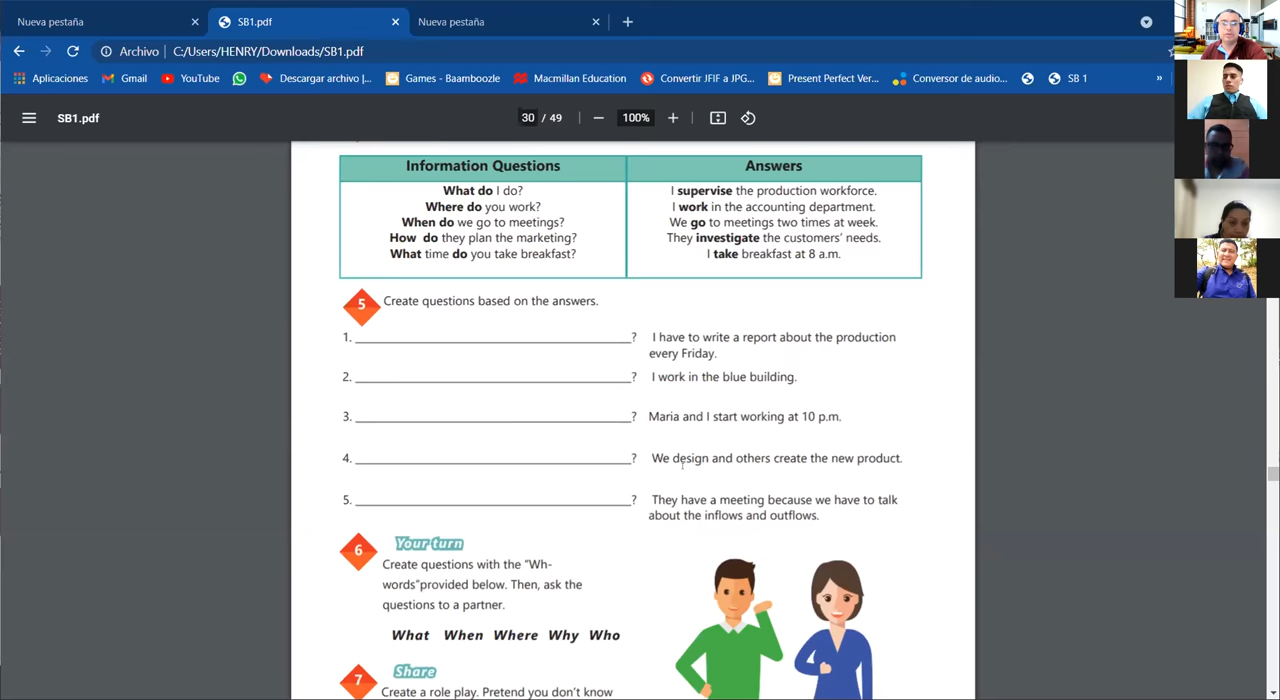 Nueva pestaña
SB1.pdf
Nueva pestaña
Archivo
C:/Users/HENRY/Downloads/SB1.pdf
Aplicaciones
Gmail
YouTube
Descargar archivo |...
Games - Baamboozle
Macmillan Education
Convertir JFIF a JPG...
Present Perfect Ver...
Conversor de audio...
SB 1
»
SB1.pdf
30 / 49
100%
Information Questions
Answers
What do I do?
I supervise the production workforce.
Where do you work?
I work in the accounting department.
When do we go to meetings?
We go to meetings two times at week.
How do they plan the marketing?
They investigate the customers' needs.
What time do you take breakfast?
I take breakfast at 8 a.m.
5 Create questions based on the answers.
1. ? I have to write a report about the production
every Friday.
2. ? I work in the blue building.
3. ? Maria and I start working at 10 p.m.
4. ? We design and others create the new product.
5. ? They have a meeting because we have to talk
about the inflows and outflows.
6 Your turn
Create questions with the "Wh-
words"provided below. Then, ask the
questions to a partner.
What When Where Why Who
7 Share
Create a role play. Pretend you don't know